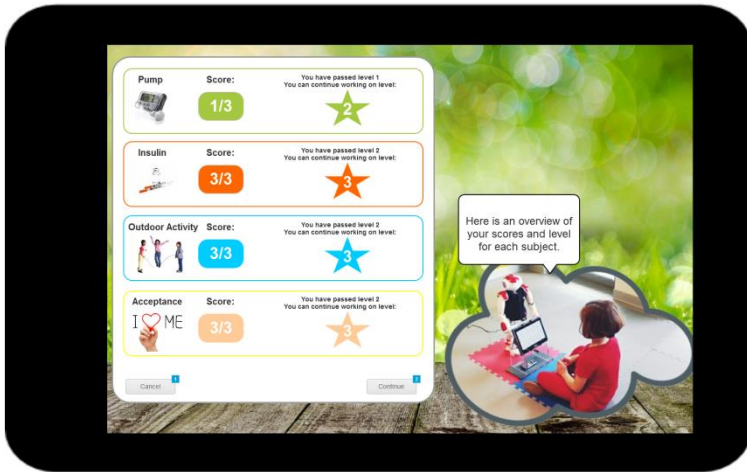 Pump
Score:
You have passed level 1
You can continue working on level:
1/3
2
Insulin
Score:
You have passed level 2
You can continue working on level:
3/3
3
Outdoor Activity
Score:
You have passed level 2
You can continue working on level:
3/3
3
Acceptance
Score:
You have passed level 2
You can continue working on level:
I ME
3/3
3
Cancel
1
Continue
2
Here is an overview of
your scores and level
for each subject.